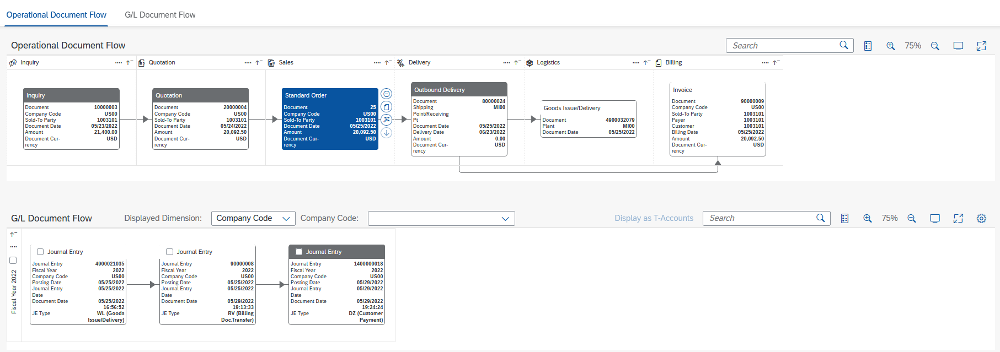 Operational Document Flow
G/L Document Flow
Operational Document Flow
Search
75%
Inquiry
Quotation
Sales
Delivery
Logistics
Billing
Inquiry
Document 10000003
Company Code US00
Sold-To Party 1003101
Document Date 05/23/2022
Amount 21,400.00
Document Cur- USD
rency
Quotation
Document 20000004
Company Code US00
Sold-To Party 1003101
Document Date 05/24/2022
Amount 20,092.50
Document Cur- USD
rency
Standard Order
Document 25
Company Code US00
Sold-To Party 1003101
Document Date 05/25/2022
Amount 20,092.50
Document Cur- USD
rency
Outbound Delivery
Document 80000024
Shipping MI00
Point/Receiving
Pt
Document Date 05/25/2022
Delivery Date 06/23/2022
Amount 0.00
Document Cur- USD
rency
Goods Issue/Delivery
Document 4900032079
Plant MI00
Document Date 05/25/2022
Invoice
Document 90000009
Company Code US00
Sold-To Party 1003101
Payer 1003101
Customer 1003101
Billing Date 05/25/2022
Amount 20,092.50
Document Cur- USD
rency
G/L Document Flow
Displayed Dimension:
Company Code
Company Code:
Display as T-Accounts
Search
75%
Fiscal Year 2022
Journal Entry
Journal Entry 4900021035
Fiscal Year 2022
Company Code US00
Posting Date 05/25/2022
Journal Entry 05/25/2022
Date
Document Date 05/25/2022
16:56:52
JE Type WL (Goods
Issue/Delivery)
Journal Entry
Journal Entry 90000008
Fiscal Year 2022
Company Code US00
Posting Date 05/25/2022
Journal Entry 05/25/2022
Date
Document Date 05/29/2022
19:13:33
JE Type RV (Billing
Doc.Transfer)
Journal Entry
Journal Entry 1400000018
Fiscal Year 2022
Company Code US00
Posting Date 05/29/2022
Journal Entry 05/29/2022
Date
Document Date 05/29/2022
19:24:24
JE Type DZ (Customer
Payment)